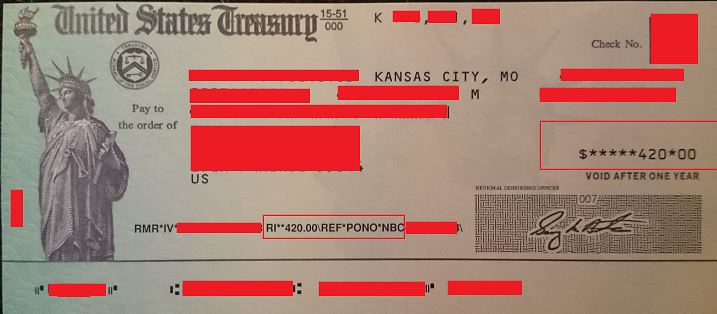 United States Treasury 15-51
000
K , ,
Check No.
KANSAS CITY, MO
M
Pay to
the order of
$*****420*00
VOID AFTER ONE YEAR
US
REGIONAL DISBURSING OFFICER
007
RMR*IV* RI**420.00\REF*PONO*NBC \